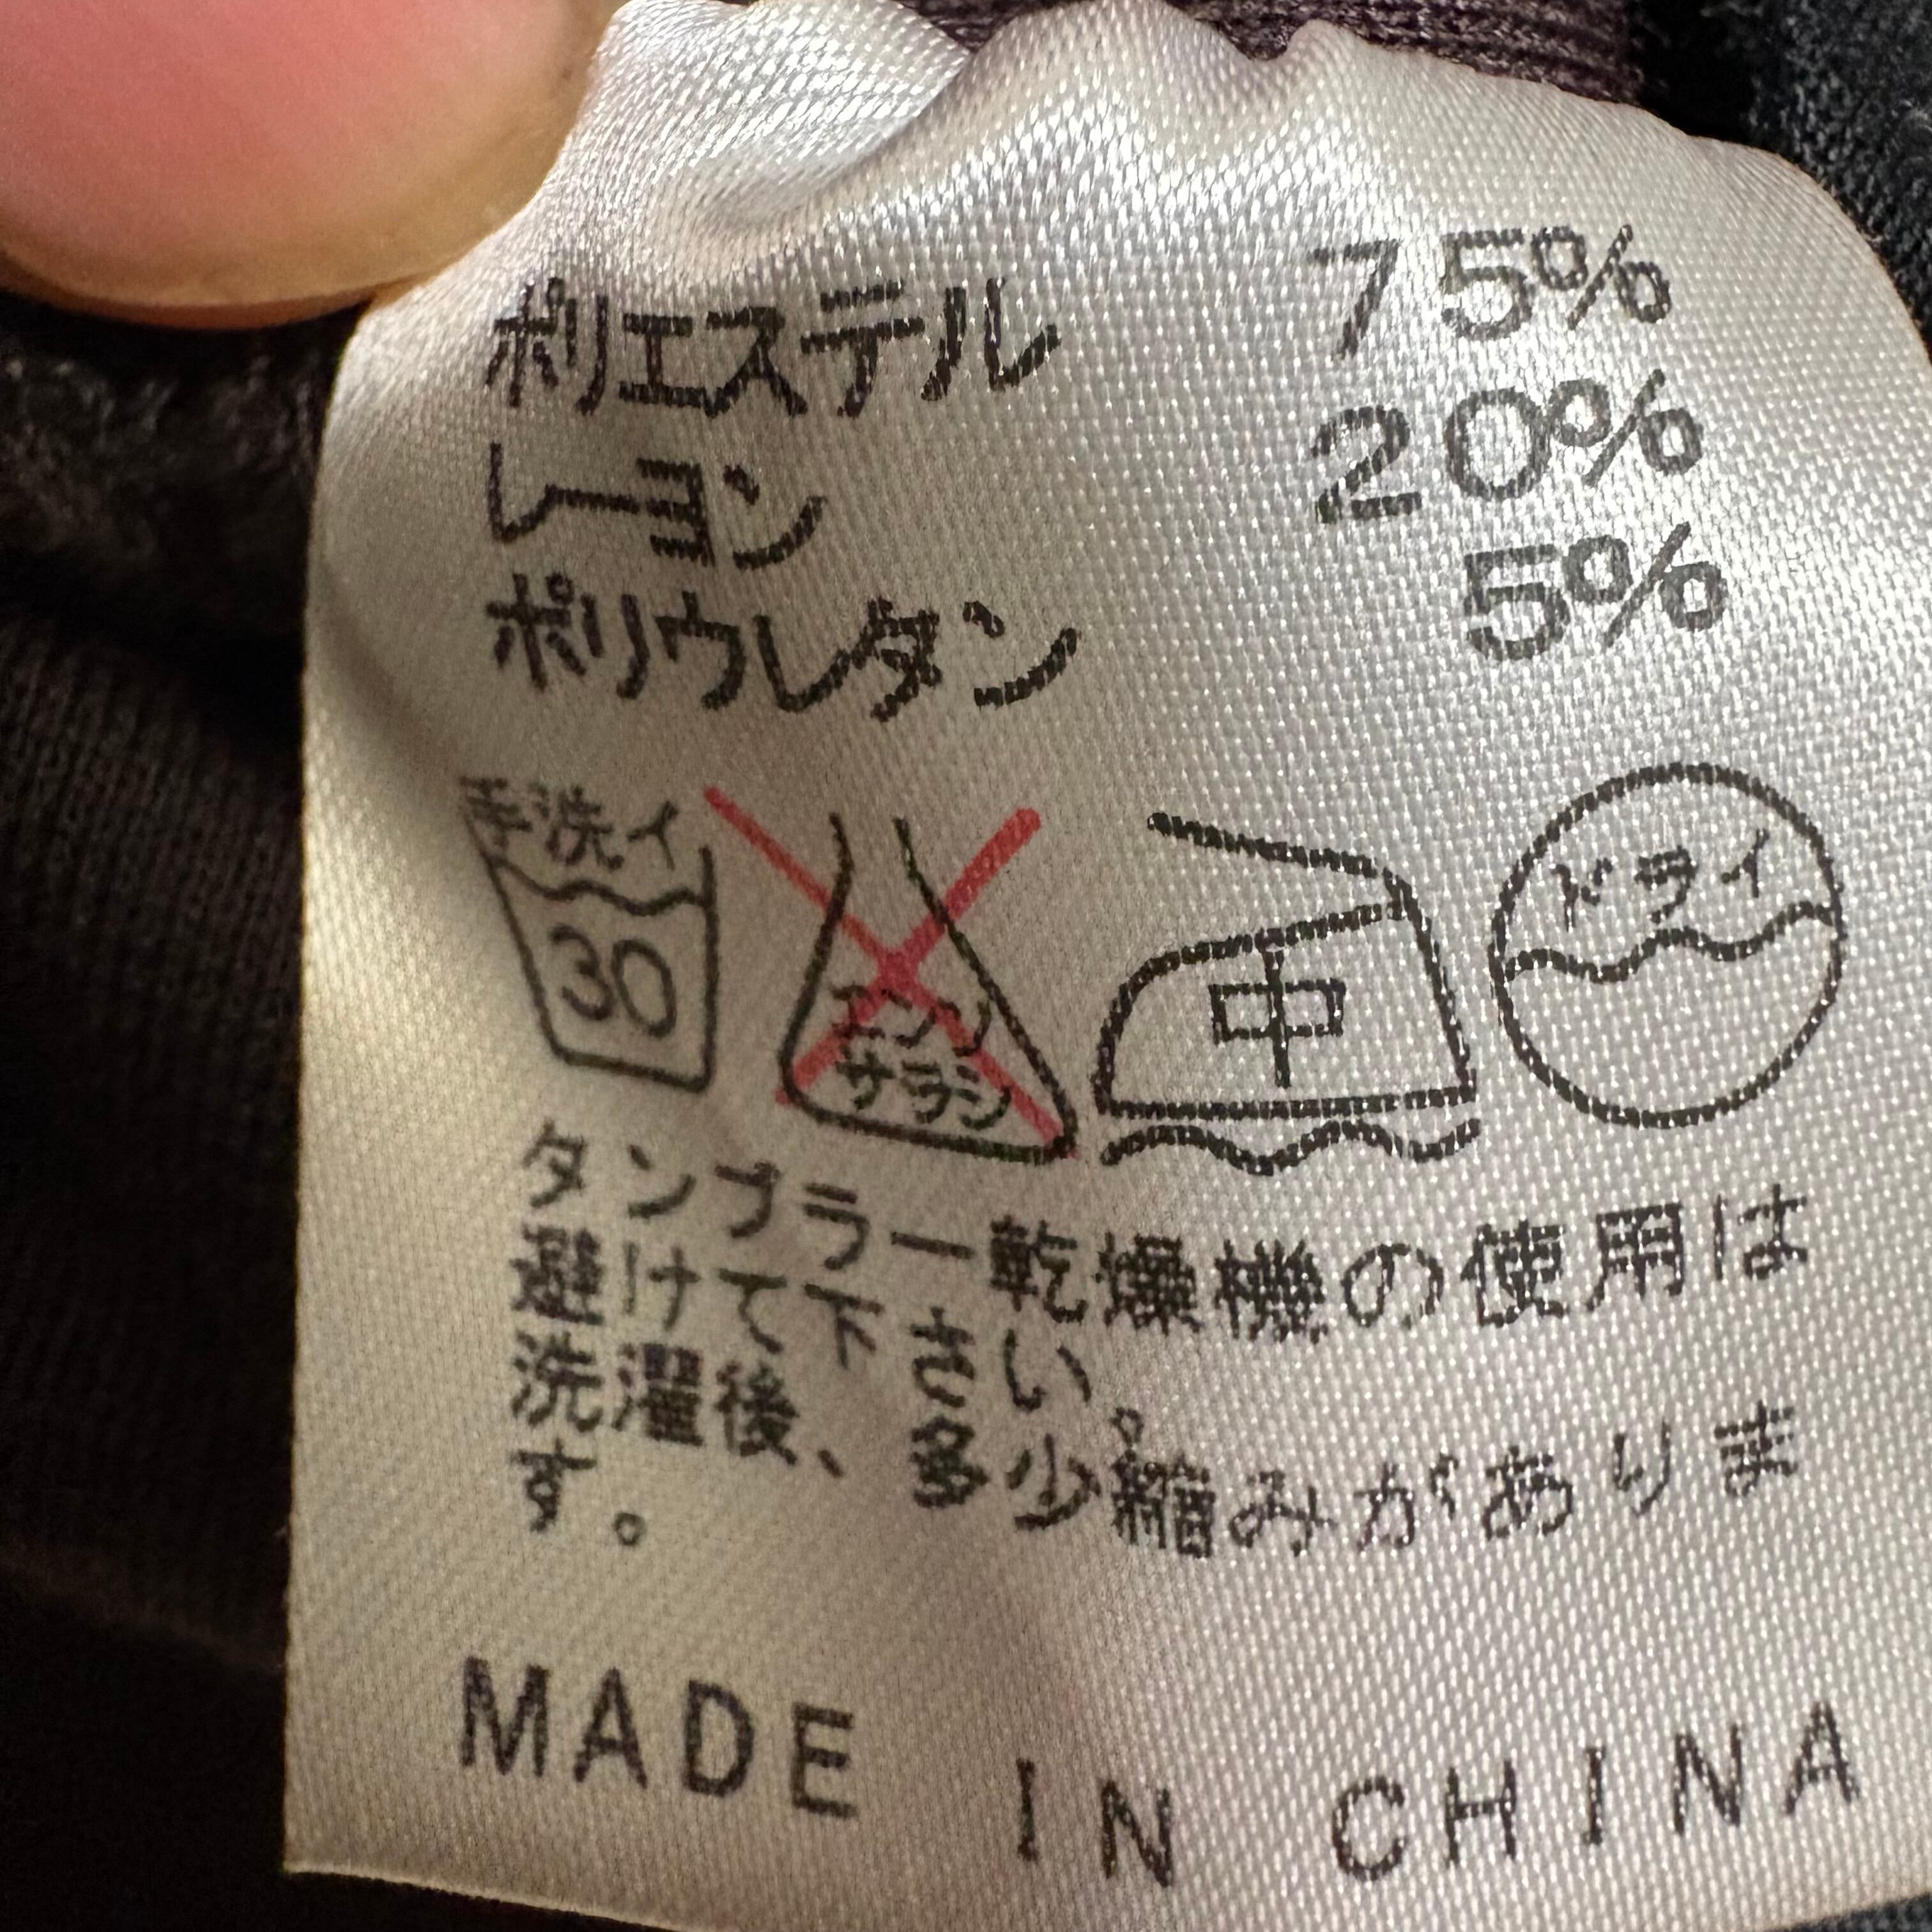 ポリエステル 75%
レーヨン 20%
ポリウレタン 5%
手洗イ
30
エンソ
サラシ
中
ドライ
タンブラー乾燥機の使用は
避けて下さい。
洗濯後、多少縮みがありま
す。
MADE IN CHINA